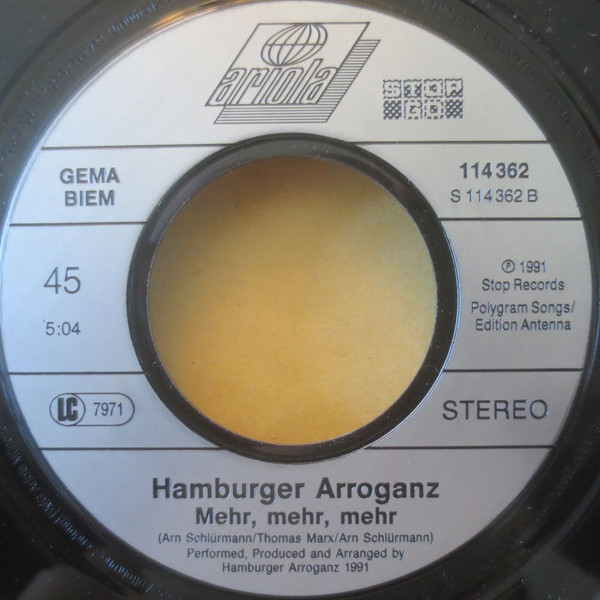 ariola
STOP
GO
GEMA
BIEM
114 362
S 114 362 B
45
5:04
℗ 1991
Stop Records
Polygram Songs/
Edition Antenna
LC 7971
STEREO
Hamburger Arroganz
Mehr, mehr, mehr
(Arn Schlürmann/Thomas Marx/Arn Schlürmann)
Performed, Produced and Arranged by
Hamburger Arroganz 1991